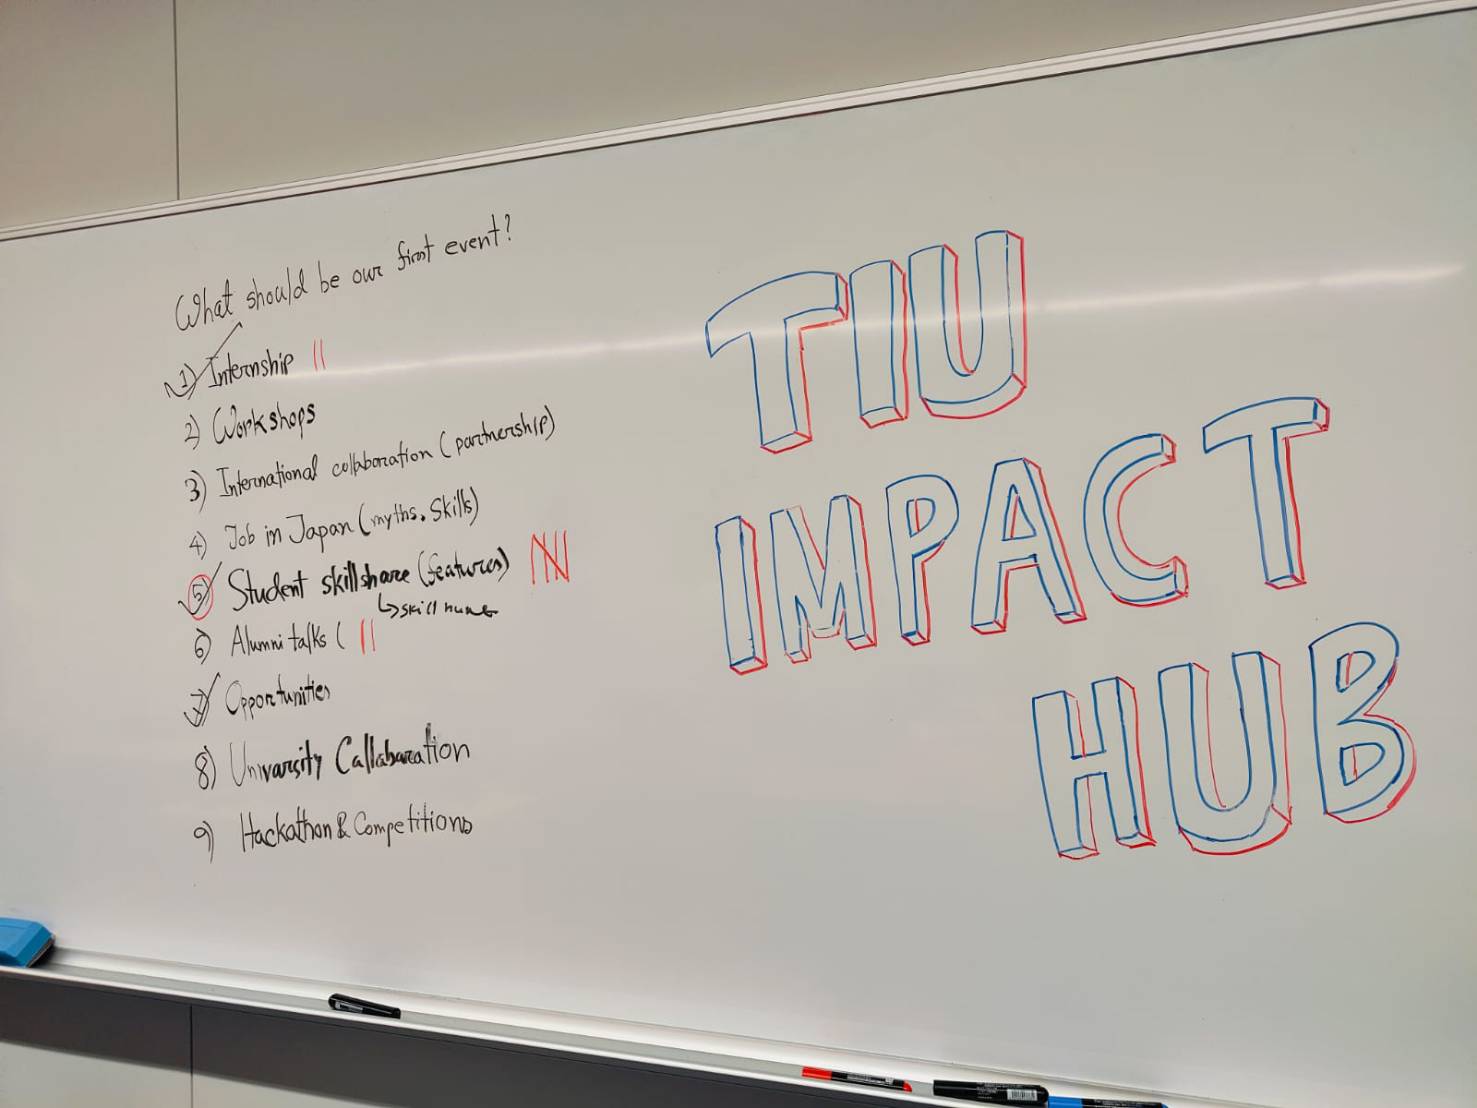 What should be our first event?
1) Internship ||
2) Workshops
3) International collaboration (partnership)
4) Job in Japan (myths, Skills)
5) Student skillshare (features)
↳ skill
6) Alumni talks ( ||
7) Opportunities
8) Univarsity Callabaration
9) Hackathon & Competitions
TIU
IMPACT
HUB